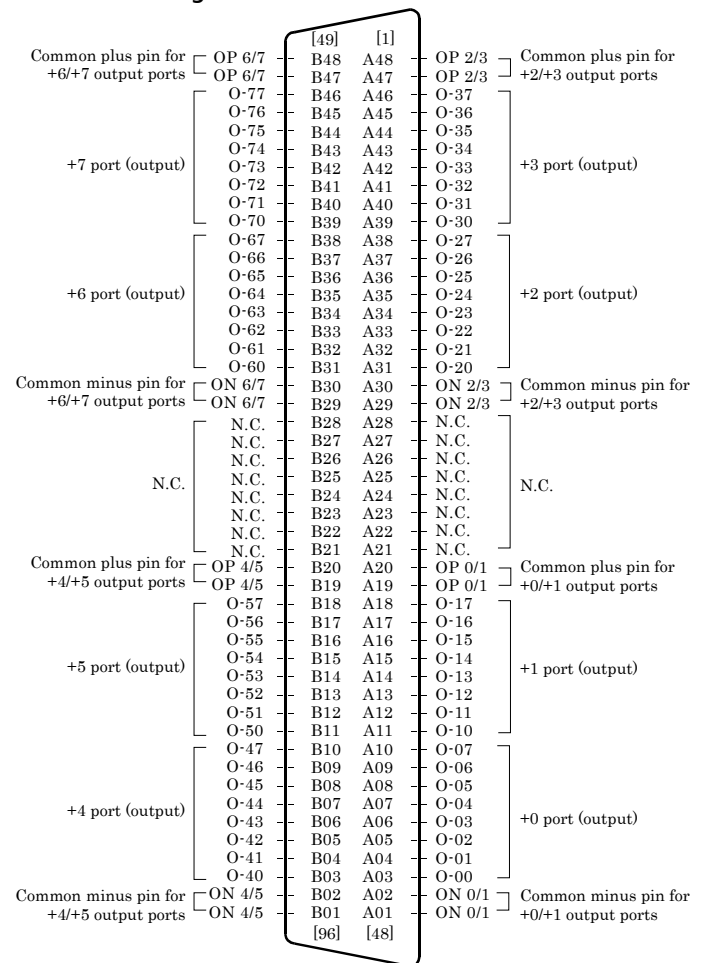 [49] [1]
Common plus pin for +6/+7 output ports OP 6/7 B48 A48 OP 2/3 Common plus pin for +2/+3 output ports
OP 6/7 B47 A47 OP 2/3
O-77 B46 A46 O-37
O-76 B45 A45 O-36
O-75 B44 A44 O-35
O-74 B43 A43 O-34
+7 port (output) O-73 B42 A42 O-33 +3 port (output)
O-72 B41 A41 O-32
O-71 B40 A40 O-31
O-70 B39 A39 O-30
O-67 B38 A38 O-27
O-66 B37 A37 O-26
O-65 B36 A36 O-25
+6 port (output) O-64 B35 A35 O-24 +2 port (output)
O-63 B34 A34 O-23
O-62 B33 A33 O-22
O-61 B32 A32 O-21
O-60 B31 A31 O-20
Common minus pin for +6/+7 output ports ON 6/7 B30 A30 ON 2/3 Common minus pin for +2/+3 output ports
ON 6/7 B29 A29 ON 2/3
N.C. B28 A28 N.C.
N.C. B27 A27 N.C.
N.C. B26 A26 N.C.
N.C. N.C. B25 A25 N.C. N.C.
N.C. B24 A24 N.C.
N.C. B23 A23 N.C.
N.C. B22 A22 N.C.
N.C. B21 A21 N.C.
Common plus pin for +4/+5 output ports OP 4/5 B20 A20 OP 0/1 Common plus pin for +0/+1 output ports
OP 4/5 B19 A19 OP 0/1
O-57 B18 A18 O-17
O-56 B17 A17 O-16
O-55 B16 A16 O-15
+5 port (output) O-54 B15 A15 O-14 +1 port (output)
O-53 B14 A14 O-13
O-52 B13 A13 O-12
O-51 B12 A12 O-11
O-50 B11 A11 O-10
O-47 B10 A10 O-07
O-46 B09 A09 O-06
O-45 B08 A08 O-05
+4 port (output) O-44 B07 A07 O-04
O-43 B06 A06 O-03 +0 port (output)
O-42 B05 A05 O-02
O-41 B04 A04 O-01
O-40 B03 A03 O-00
Common minus pin for +4/+5 output ports ON 4/5 B02 A02 ON 0/1 Common minus pin for +0/+1 output ports
ON 4/5 B01 A01 ON 0/1
[96] [48]